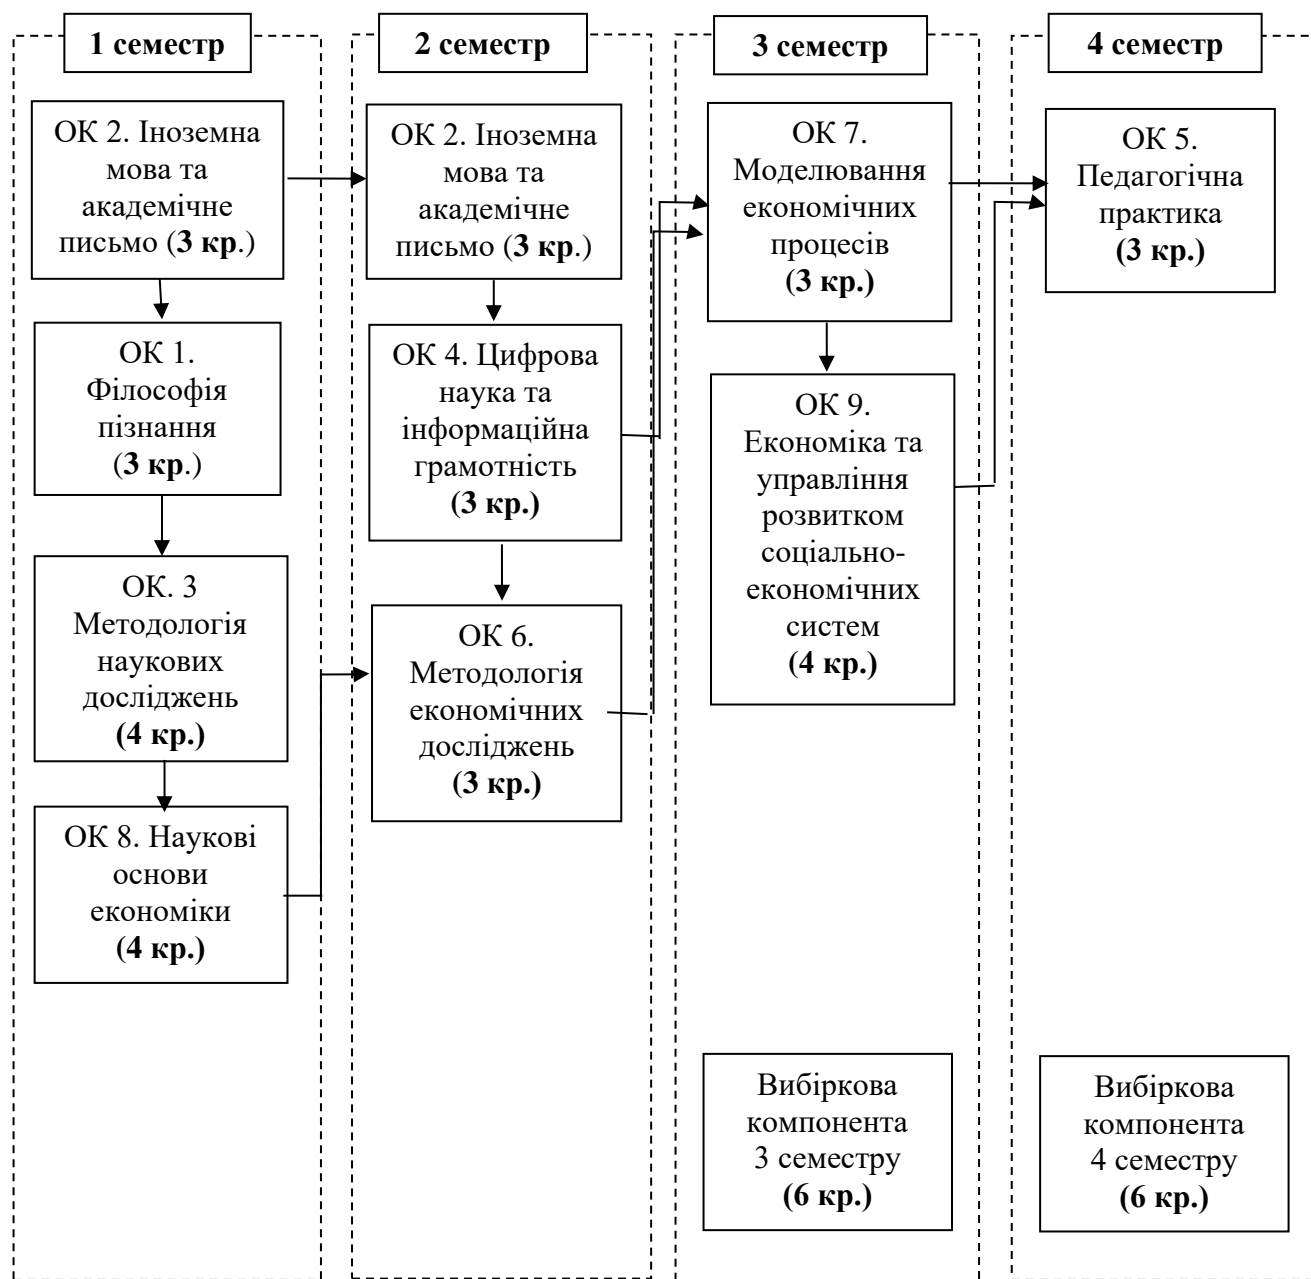 1 семестр
ОК 2. Іноземна
мова та
академічне
письмо (3 кр.)
ОК 1.
Філософія
пізнання
(3 кр.)
ОК. 3
Методологія
наукових
досліджень
(4 кр.)
ОК 8. Наукові
основи
економіки
(4 кр.)
2 семестр
ОК 2. Іноземна
мова та
академічне
письмо (3 кр.)
ОК 4. Цифрова
наука та
інформаційна
грамотність
(3 кр.)
ОК 6.
Методологія
економічних
досліджень
(3 кр.)
3 семестр
ОК 7.
Моделювання
економічних
процесів
(3 кр.)
ОК 9.
Економіка та
управління
розвитком
соціально-
економічних
систем
(4 кр.)
Вибіркова
компонента
3 семестру
(6 кр.)
4 семестр
ОК 5.
Педагогічна
практика
(3 кр.)
Вибіркова
компонента
4 семестру
(6 кр.)